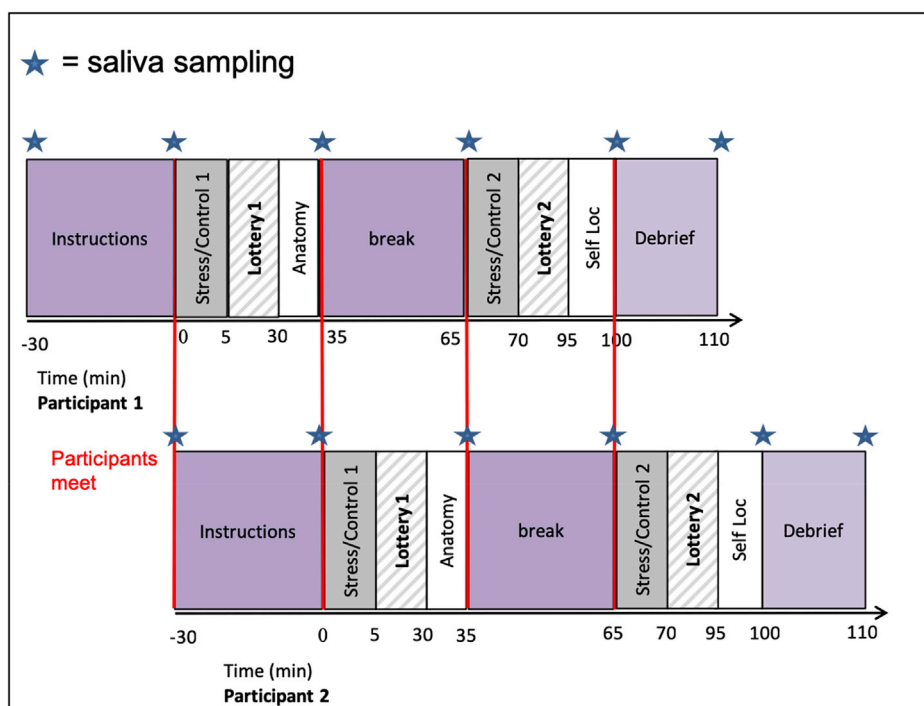 = saliva sampling
Instructions
Stress/Control 1
Lottery 1
Anatomy
break
Stress/Control 2
Lottery 2
Self Loc
Debrief
-30 0 5 30 35 65 70 95 100 110
Time (min)
Participant 1
Participants
meet
Instructions
Stress/Control 1
Lottery 1
Anatomy
break
Stress/Control 2
Lottery 2
Self Loc
Debrief
-30 0 5 30 35 65 70 95 100 110
Time (min)
Participant 2